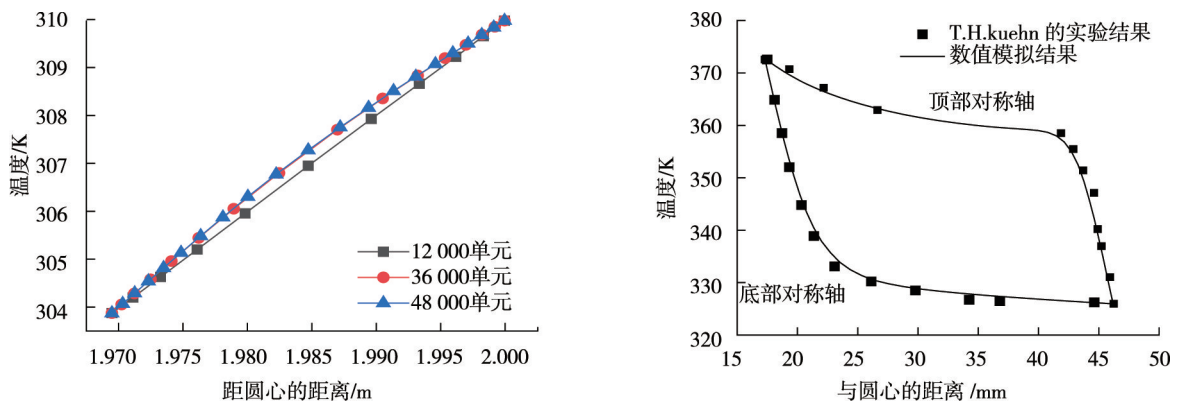 310
309
308
307
306
305
304
温度/K
12 000单元
36 000单元
48 000单元
1.970 1.975 1.980 1.985 1.990 1.995 2.000
距圆心的距离/m
380
370
360
350
340
330
320
温度/K
T.H.kuehn 的实验结果
数值模拟结果
顶部对称轴
底部对称轴
15 20 25 30 35 40 45 50
与圆心的距离 /mm